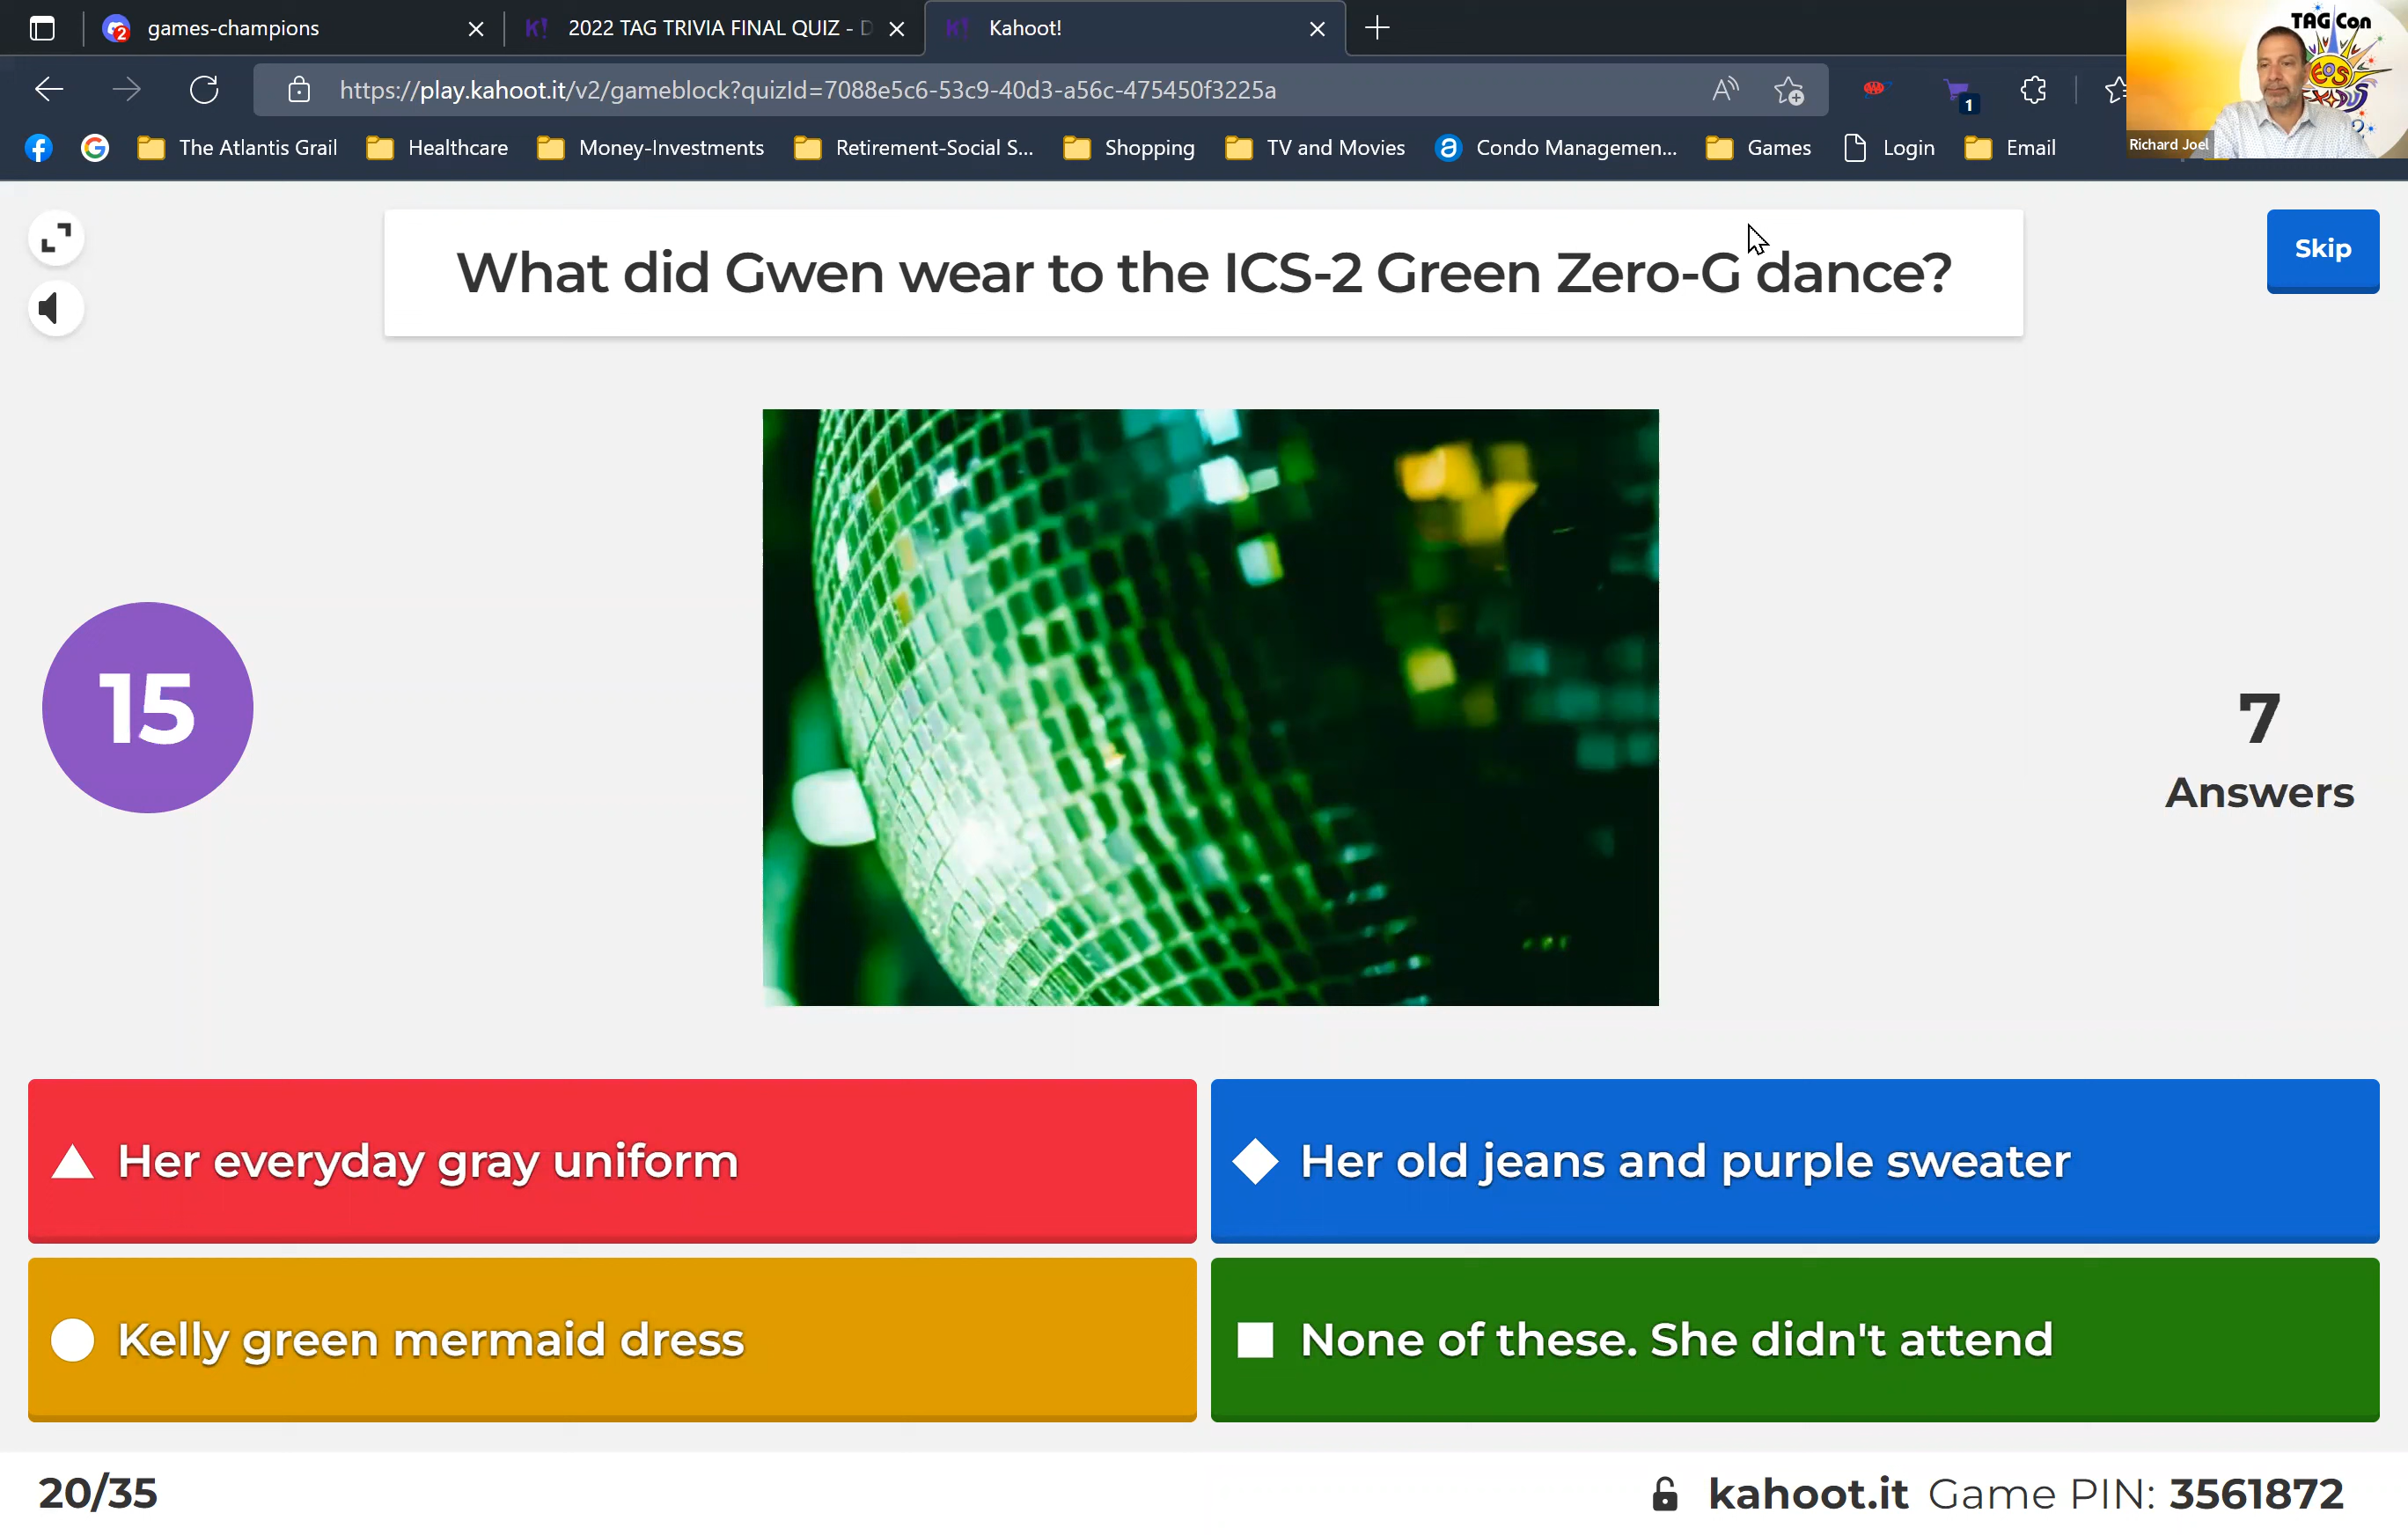 games-champions
2022 TAG TRIVIA FINAL QUIZ - D
K! Kahoot!
https://play.kahoot.it/v2/gameblock?quizId=7088e5c6-53c9-40d3-a56c-475450f3225a
1
The Atlantis Grail
Healthcare
Money-Investments
Retirement-Social S...
Shopping
TV and Movies
Condo Managemen...
Games
Login
Email
TAG Con
EOS
EXODUS
Richard Joel
What did Gwen wear to the ICS-2 Green Zero-G dance?
Skip
15
7
Answers
Her everyday gray uniform
Her old jeans and purple sweater
Kelly green mermaid dress
None of these. She didn't attend
20/35
kahoot.it Game PIN: 3561872